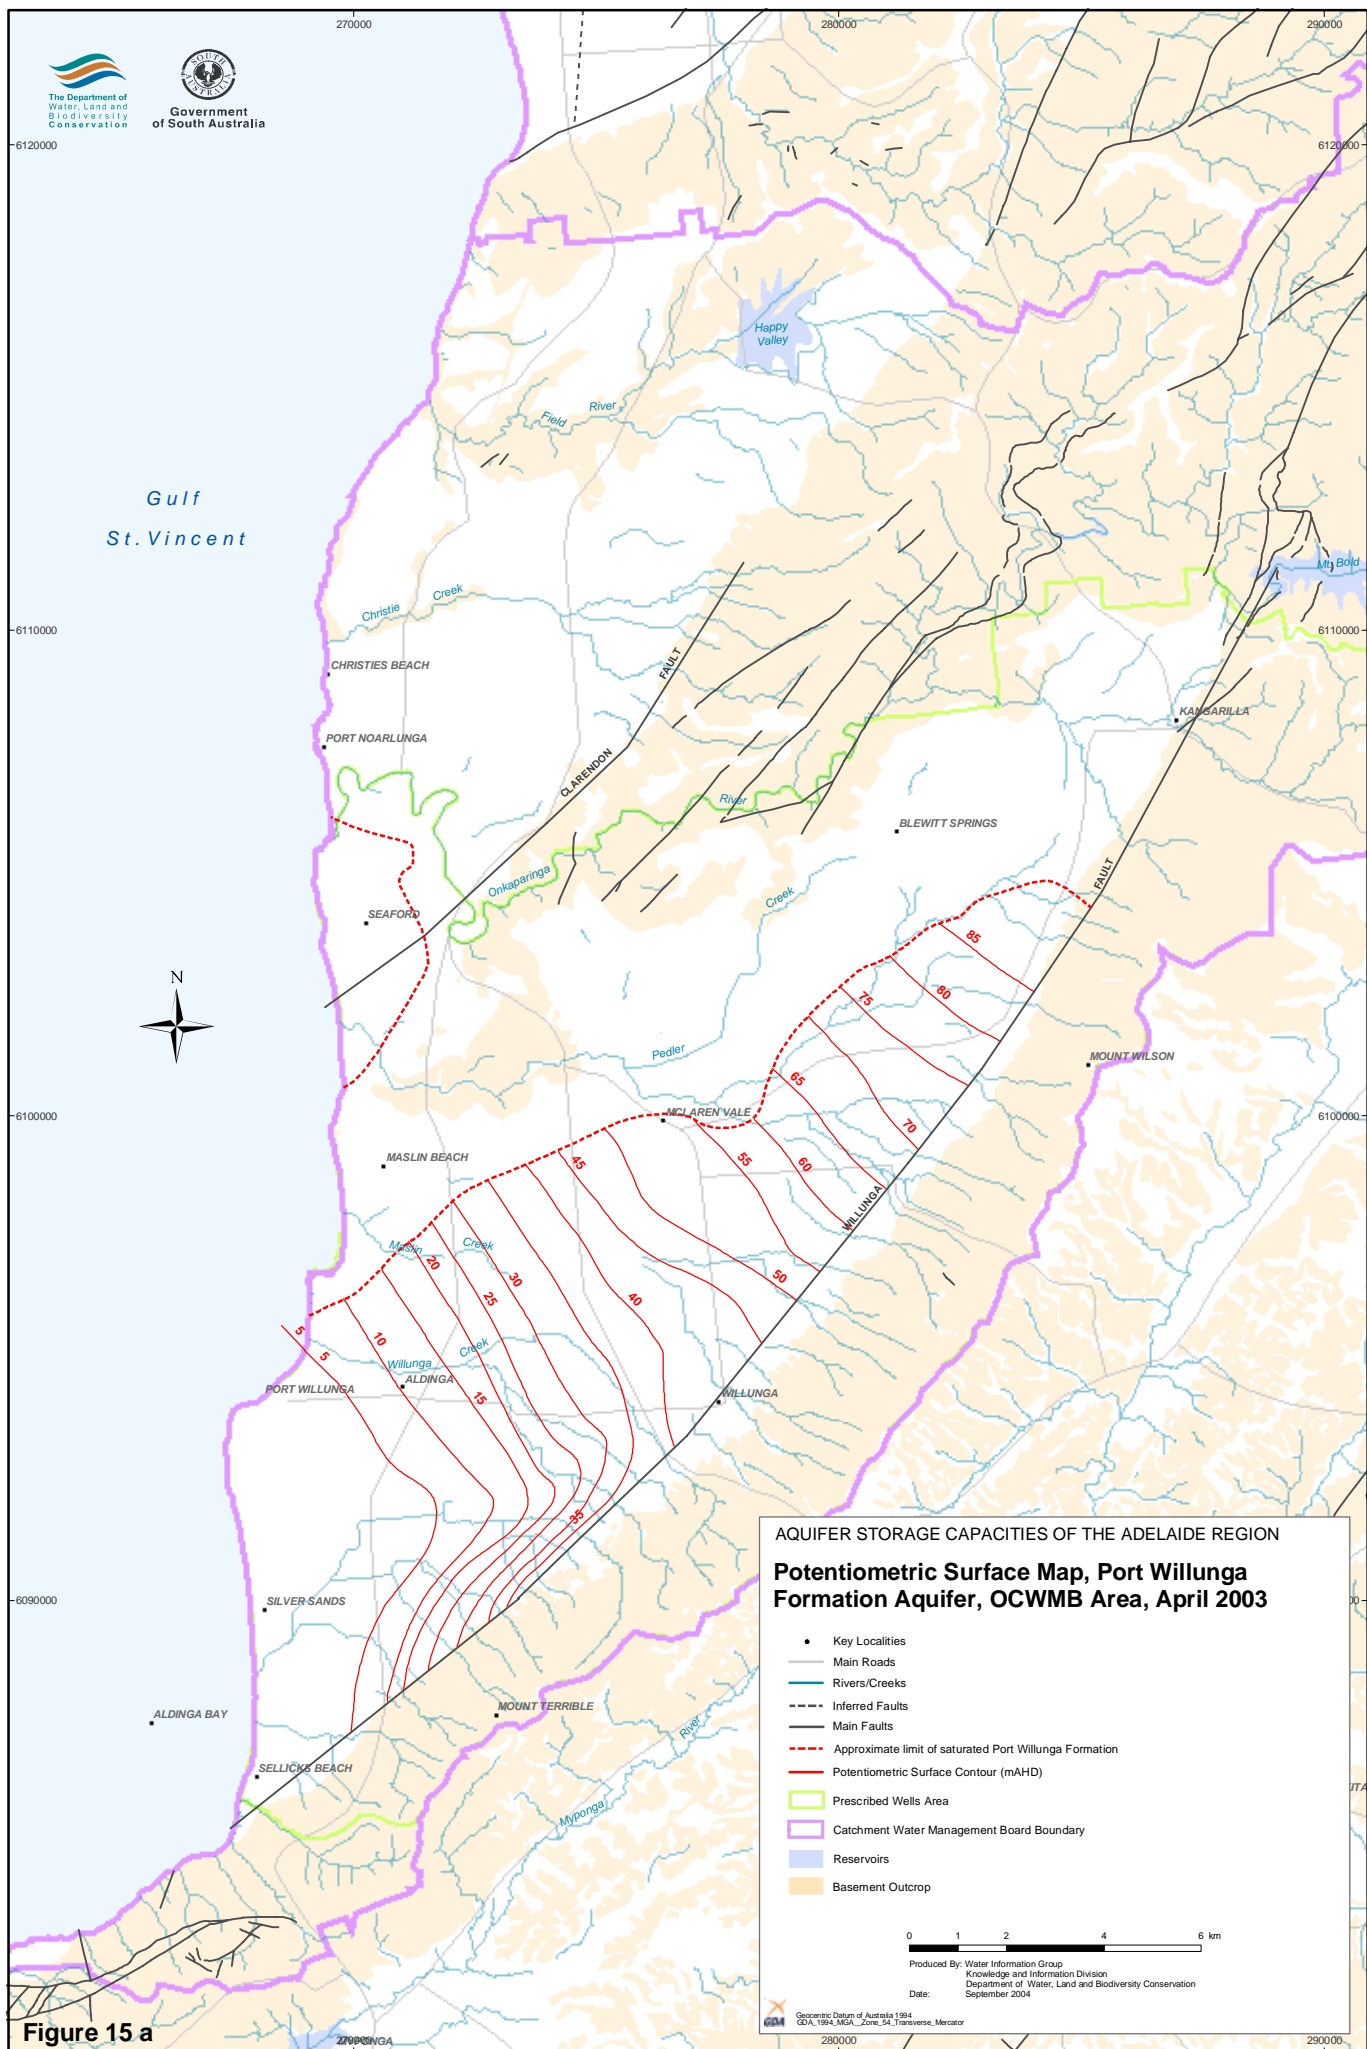 270000
280000
290000
The Department of
Water, Land and
Biodiversity
Conservation
SOUTH
AUSTRALIA
Government
of South Australia
6120000
6120000
Happy
Valley
Field
River
Gulf
St. Vincent
Mt. Bold
Christie
Creek
6110000
6110000
FAULT
CHRISTIES BEACH
KANGARILLA
PORT NOARLUNGA
CLARENDON
River
BLEWITT SPRINGS
FAULT
Onkaparinga
Creek
SEAFORD
85
N
80
75
Pedler
MOUNT WILSON
65
6100000
MCLAREN VALE
6100000
70
MASLIN BEACH
45
55
60
WILLUNGA
Maslin
Creek
20
30
50
25
40
5
10
5
Creek
Willunga
ALDINGA
PORT WILLUNGA
15
WILLUNGA
35
6090000
SILVER SANDS
MOUNT TERRIBLE
ALDINGA BAY
River
SELLICKS BEACH
Myponga
AQUIFER STORAGE CAPACITIES OF THE ADELAIDE REGION
Potentiometric Surface Map, Port Willunga
Formation Aquifer, OCWMB Area, April 2003
Key Localities
Main Roads
Rivers/Creeks
Inferred Faults
Main Faults
Approximate limit of saturated Port Willunga Formation
Potentiometric Surface Contour (mAHD)
Prescribed Wells Area
Catchment Water Management Board Boundary
Reservoirs
Basement Outcrop
0 1 2 4 6 km
Produced By: Water Information Group
Knowledge and Information Division
Department of Water, Land and Biodiversity Conservation
Date: September 2004
GDA
Geocentric Datum of Australia 1994
GDA_1994_MGA_Zone_54_Transverse_Mercator
Figure 15 a
270000
MYPONGA
280000
290000